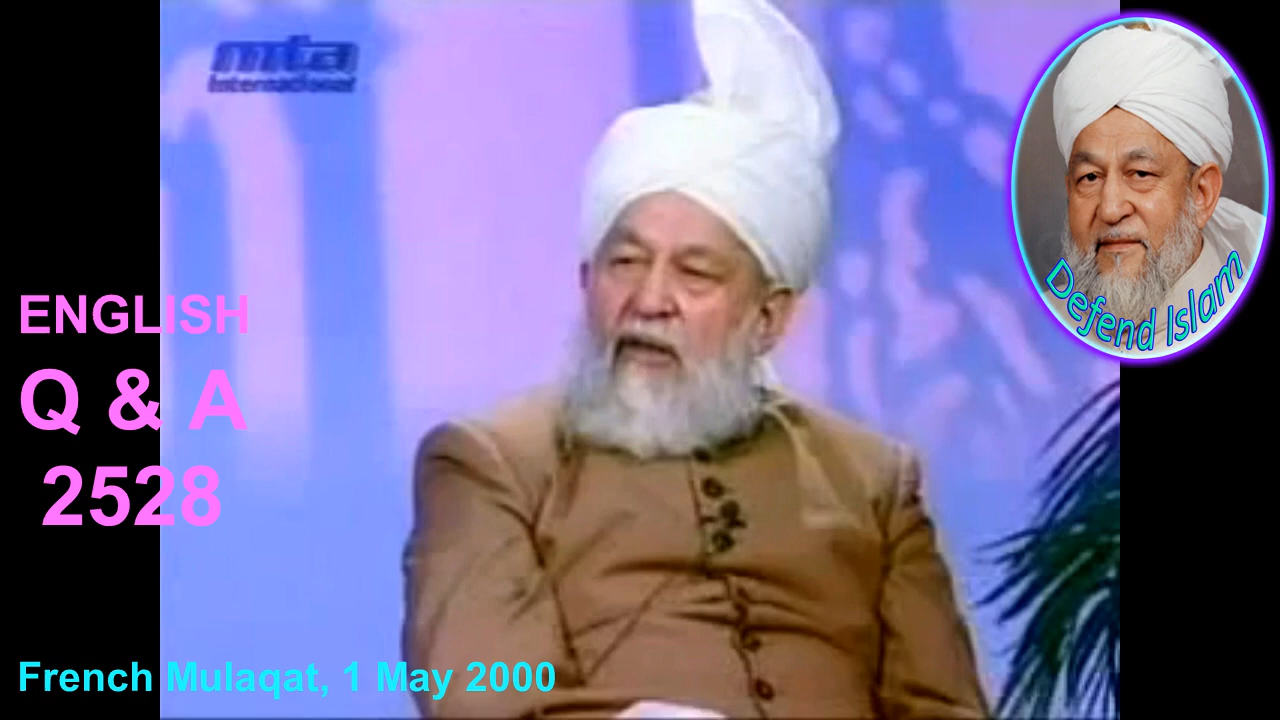 mta
International
Defend Islam
ENGLISH
Q & A
2528
French Mulaqat, 1 May 2000